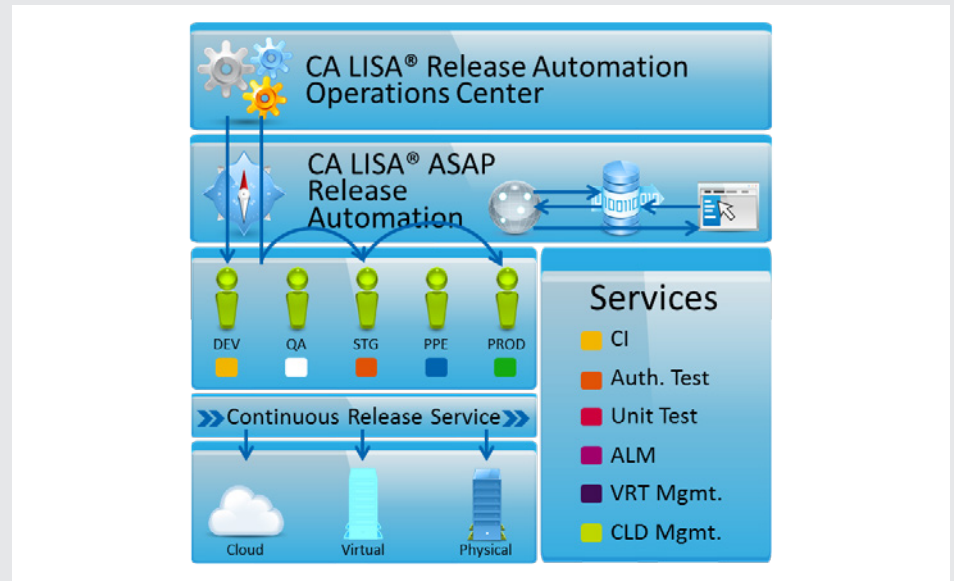 CA LISA® Release Automation
Operations Center
CA LISA® ASAP
Release
Automation
DEV QA STG PPE PROD
Continuous Release Service
Cloud Virtual Physical
Services
CI
Auth. Test
Unit Test
ALM
VRT Mgmt.
CLD Mgmt.